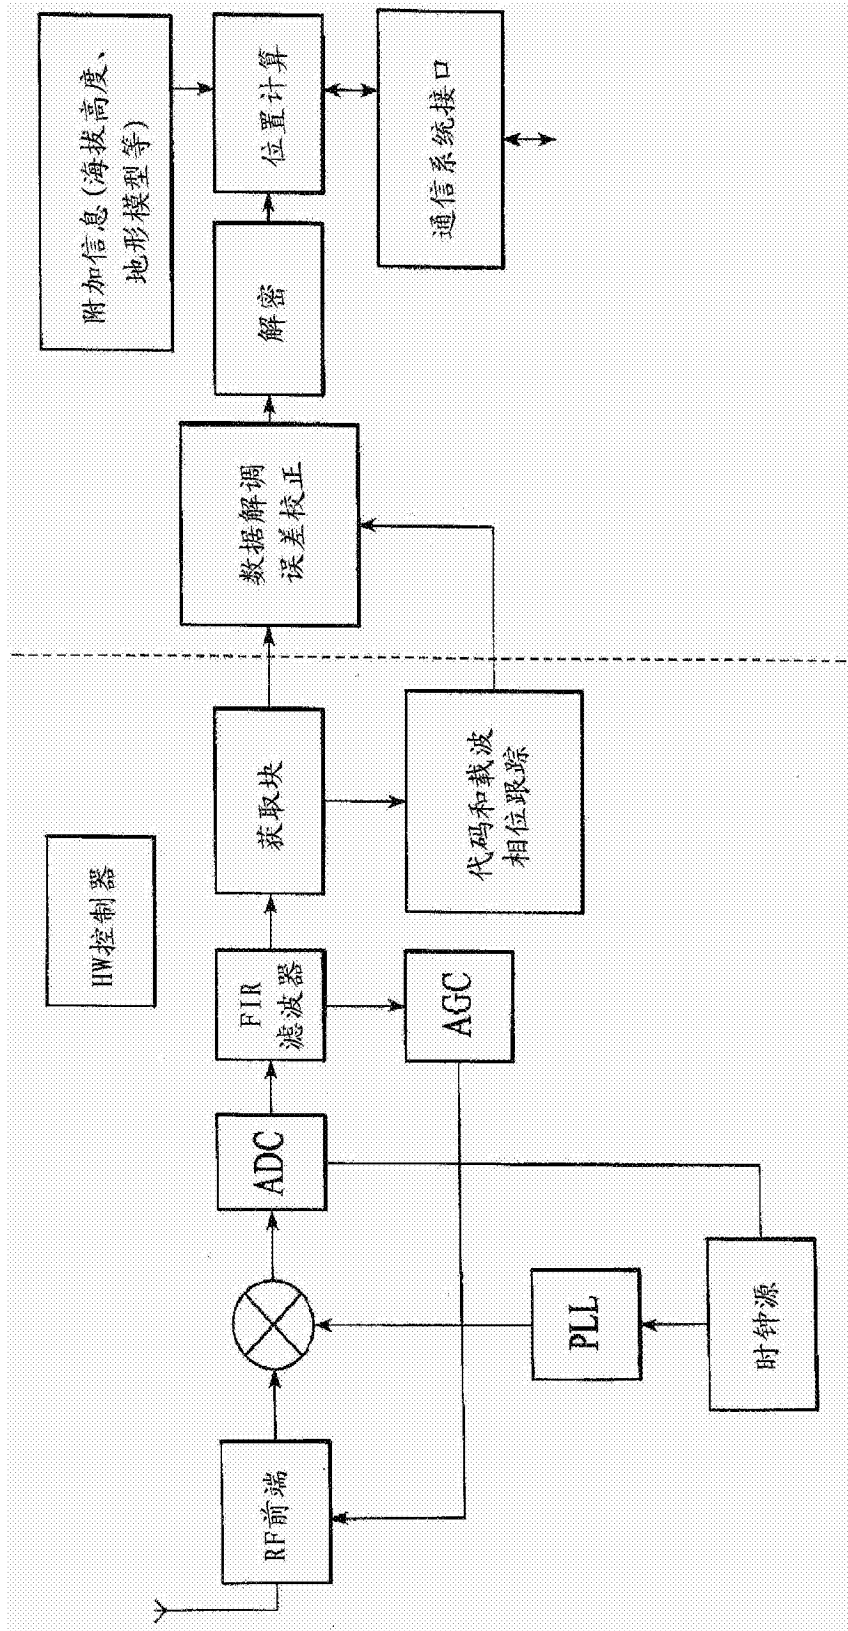 RF前端
ADC
FIR
滤波器
获取块
数据解调
误差校正
解密
位置计算
附加信息(海拔高度、
地形模型等)
通信系统接口
HW控制器
AGC
代码和载波
相位跟踪
PLL
时钟源